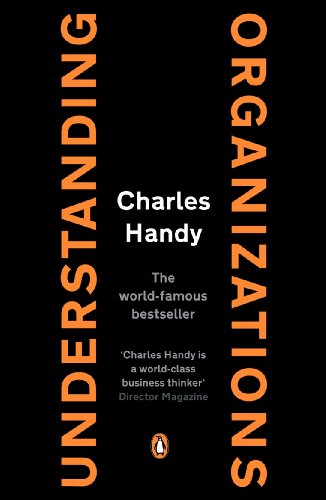 UNDERSTANDING
ORGANIZATIONS
Charles
Handy
The
world-famous
bestseller
‘Charles Handy is
a world-class
business thinker’
Director Magazine